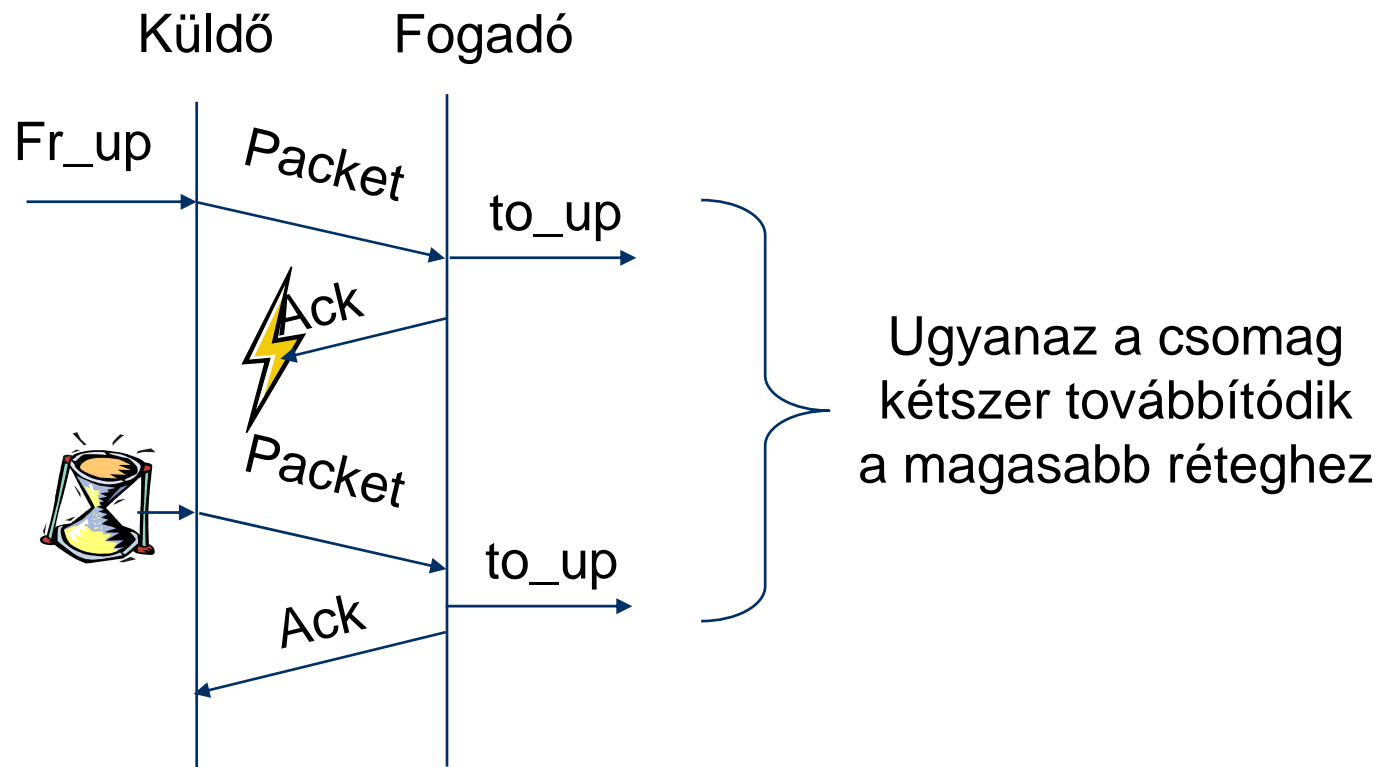 Küldő
Fogadó
Fr_up
Packet
to_up
Ack
Packet
to_up
Ack
Ugyanaz a csomag
kétszer továbbítódik
a magasabb réteghez